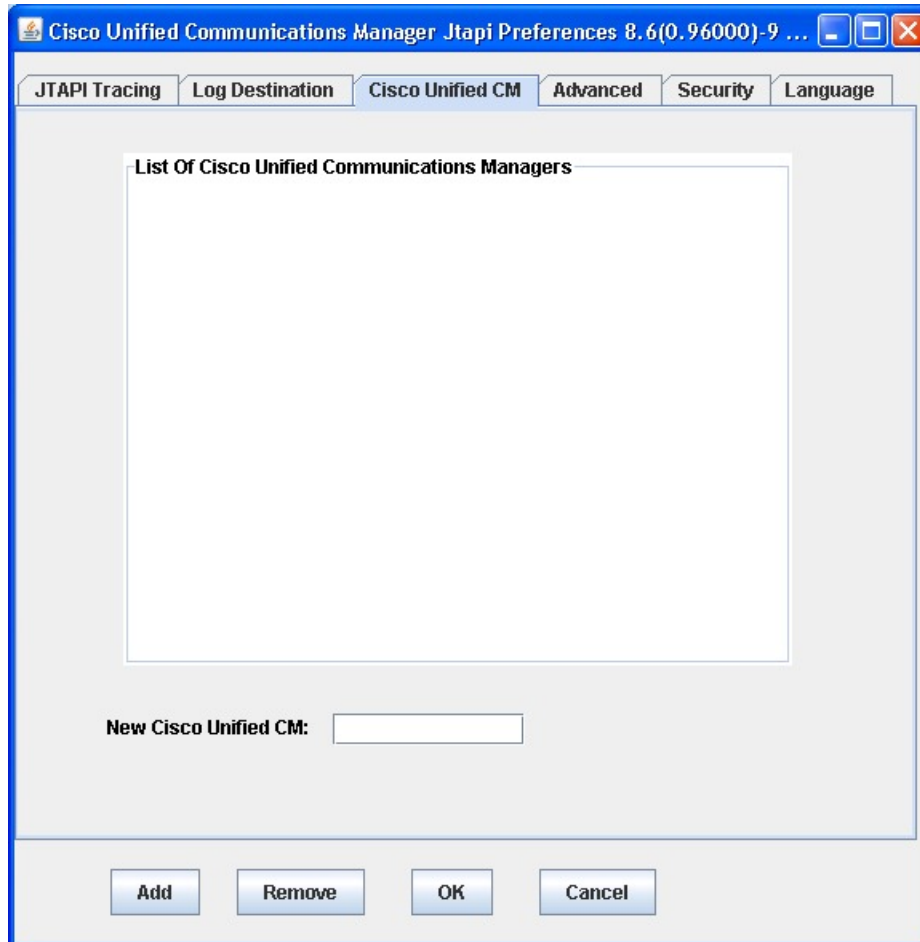 Cisco Unified Communications Manager Jtapi Preferences 8.6(0.96000)-9 ...
JTAPI Tracing Log Destination Cisco Unified CM Advanced Security Language
List Of Cisco Unified Communications Managers
New Cisco Unified CM:
Add Remove OK Cancel